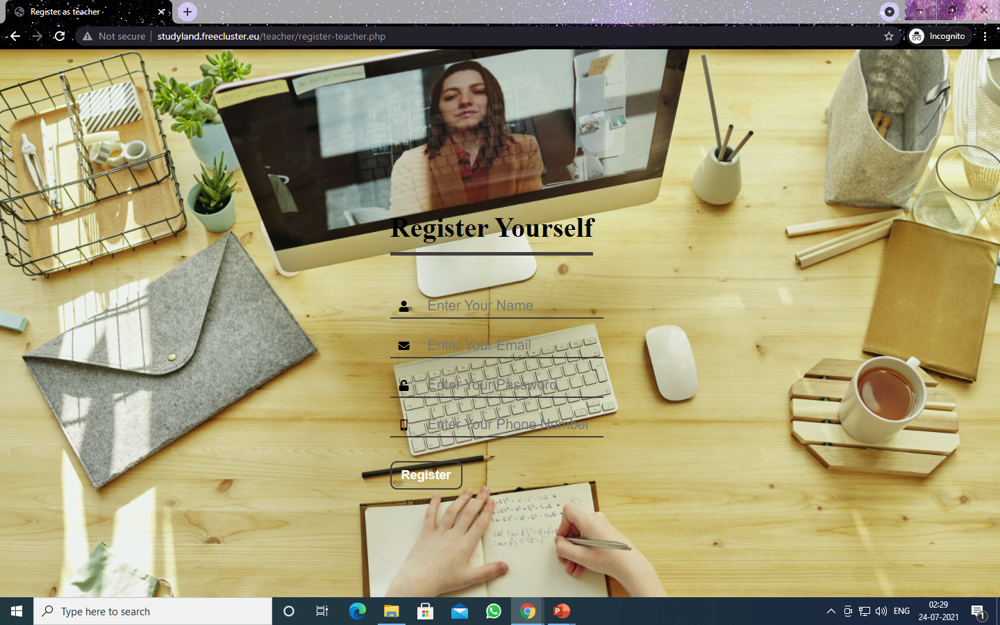 Register as teacher
Not secure
studyland.freecluster.eu/teacher/register-teacher.php
Incognito
Register Yourself
Enter Your Name
Enter Your Email
Enter Your Password
Enter Your Phone Number
Register
Type here to search
ENG
02:29
24-07-2021
1